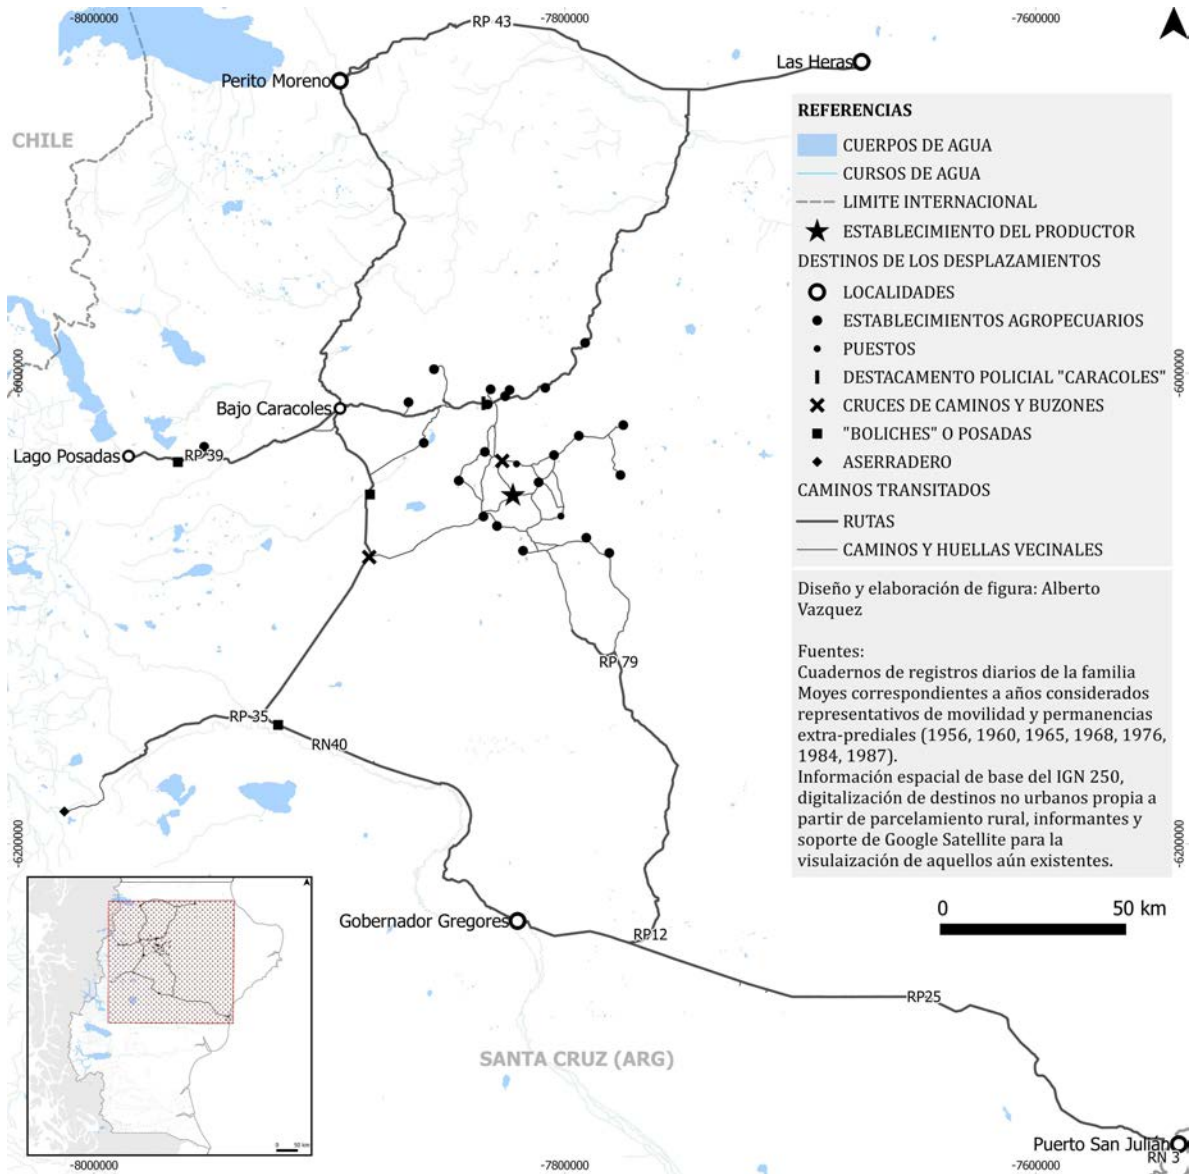 -8000000
-7800000
-7600000
RP 43
Las Heras
Perito Moreno
CHILE
REFERENCIAS
CUERPOS DE AGUA
CURSOS DE AGUA
LIMITE INTERNACIONAL
ESTABLECIMIENTO DEL PRODUCTOR
DESTINOS DE LOS DESPLAZAMIENTOS
LOCALIDADES
ESTABLECIMIENTOS AGROPECUARIOS
PUESTOS
DESTACAMENTO POLICIAL "CARACOLES"
CRUCES DE CAMINOS Y BUZONES
"BOLICHES" O POSADAS
ASERRADERO
CAMINOS TRANSITADOS
RUTAS
CAMINOS Y HUELLAS VECINALES
-6000000
-6000000
Bajo Caracoles
Lago Posadas
RP 39
RP 79
RP 35
RN40
Diseño y elaboración de figura: Alberto
Vazquez
Fuentes:
Cuadernos de registros diarios de la familia
Moyes correspondientes a años considerados
representativos de movilidad y permanencias
extra-prediales (1956, 1960, 1965, 1968, 1976,
1984, 1987).
Información espacial de base del IGN 250,
digitalización de destinos no urbanos propia a
partir de parcelamiento rural, informantes y
soporte de Google Satellite para la
visulaización de aquellos aún existentes.
-6200000
-6200000
0 50 km
Gobernador Gregores
RP12
RP25
SANTA CRUZ (ARG)
Puerto San Julián
RN 3
0 50 km
-8000000
-7800000
-7600000